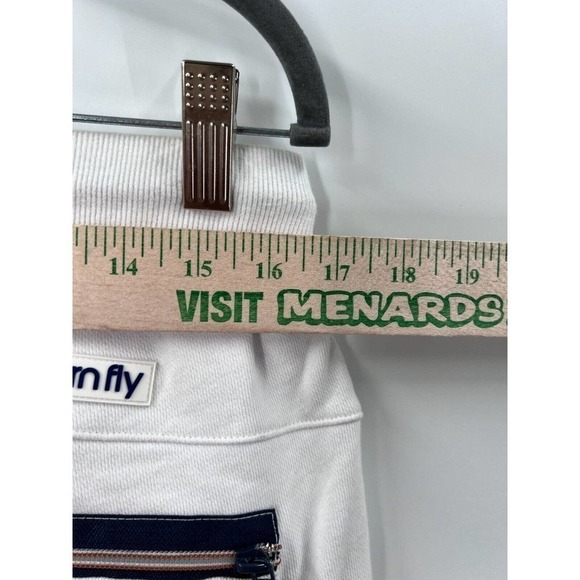 14 15 16 17 18 19
VISIT MENARDS
rn fly